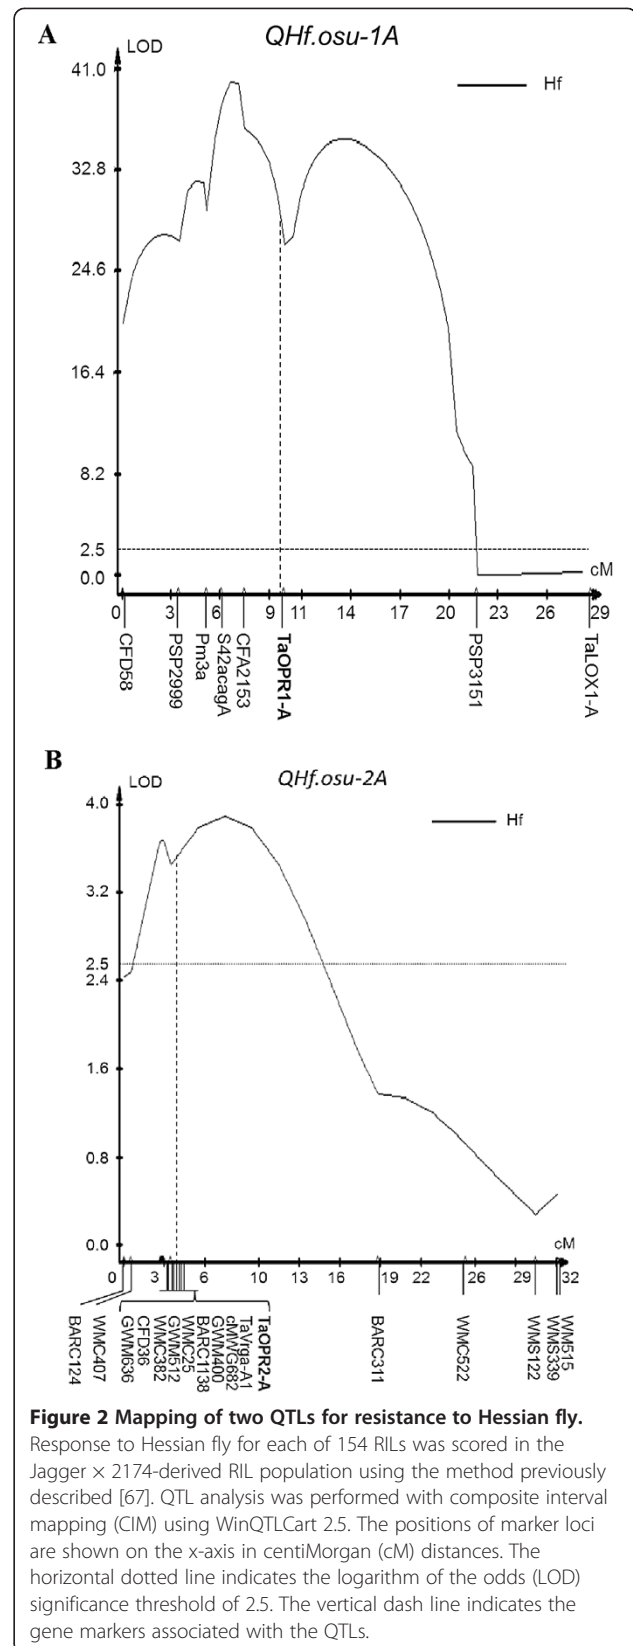 A
QHf.osu-1A
LOD
Hf
41.0
32.8
24.6
16.4
8.2
2.5
0.0
cM
0 3 6 9 11 14 17 20 23 26 29
CFD58 PSP2999 Pm3a S42acagA CFA2153 TaOPR1-A PSP3151 TaLOX1-A
B
QHf.osu-2A
LOD
Hf
4.0
3.2
2.5
2.4
1.6
0.8
0.0
cM
0 3 6 10 13 16 19 22 26 29 32
BARC124 WMC407 GWM636 CFD36 WMC382 GWM512 WMC25 BARC1138 GWM400 cMWG682 TaVrga-A1 TaOPR2-A BARC311 WMC522 WMS122 WMS339 WM515
Figure 2 Mapping of two QTLs for resistance to Hessian fly.
Response to Hessian fly for each of 154 RILs was scored in the
Jagger × 2174-derived RIL population using the method previously
described [67]. QTL analysis was performed with composite interval
mapping (CIM) using WinQTLCart 2.5. The positions of marker loci
are shown on the x-axis in centiMorgan (cM) distances. The
horizontal dotted line indicates the logarithm of the odds (LOD)
significance threshold of 2.5. The vertical dash line indicates the
gene markers associated with the QTLs.